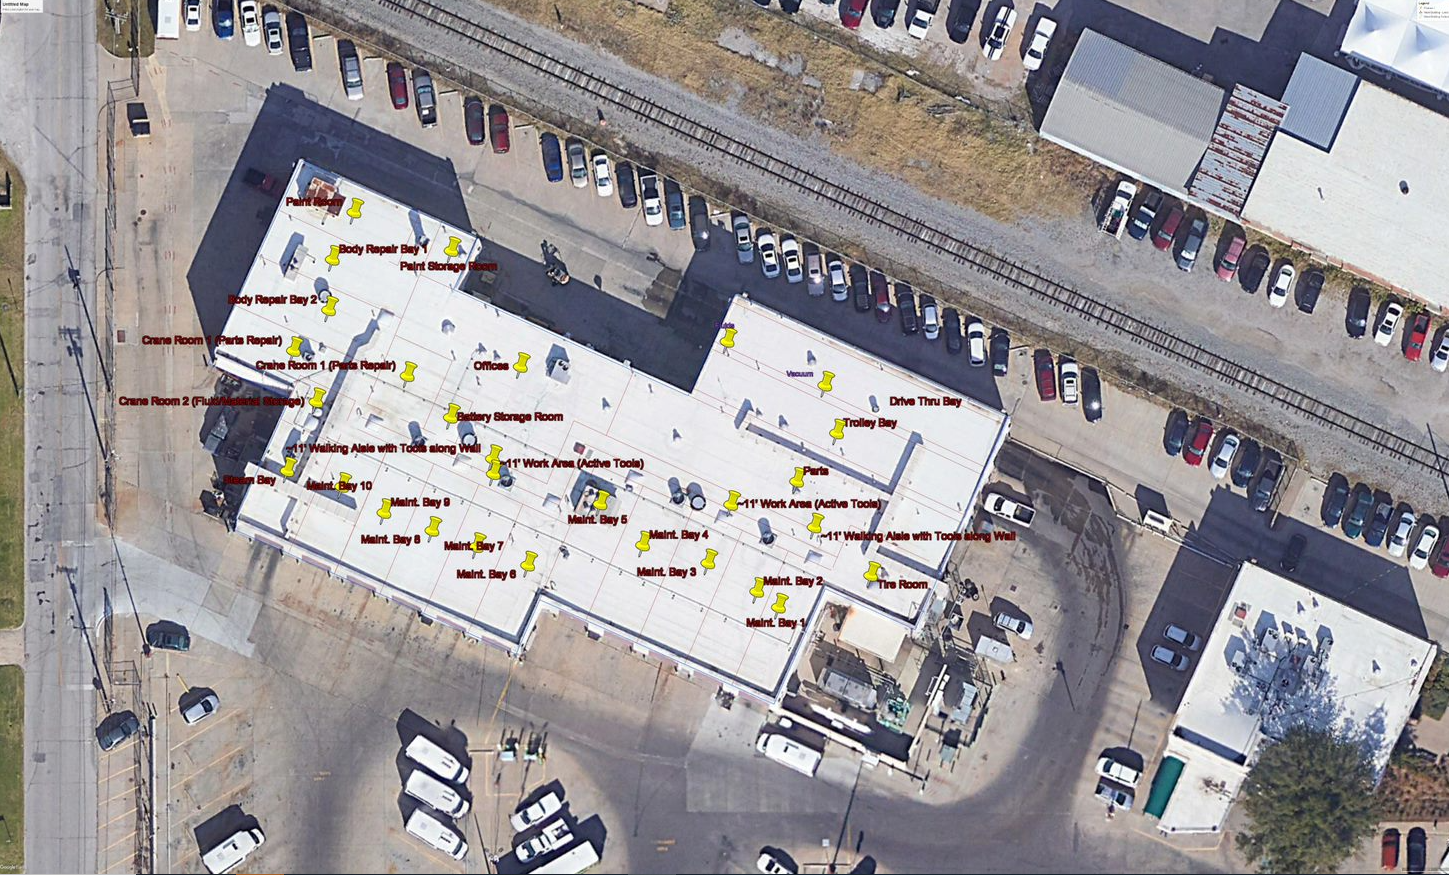 Untitled Map
Paint Room
Body Repair Bay 1
Paint Storage Room
Body Repair Bay 2
Crane Room 1 (Parts Repair)
Crane Room 1 (Parts Repair)
Offices
Crane Room 2 (Fluid/Material Storage)
Battery Storage Room
~11' Walking Aisle with Tools along Wall
~11' Work Area (Active Tools)
Steam Bay
Maint. Bay 10
Maint. Bay 9
Maint. Bay 8
Maint. Bay 7
Maint. Bay 6
Maint. Bay 5
Maint. Bay 4
Maint. Bay 3
Maint. Bay 2
Maint. Bay 1
Fluids
Vacuum
Drive Thru Bay
Trolley Bay
Parts
~11' Work Area (Active Tools)
~11' Walking Aisle with Tools along Wall
Tire Room